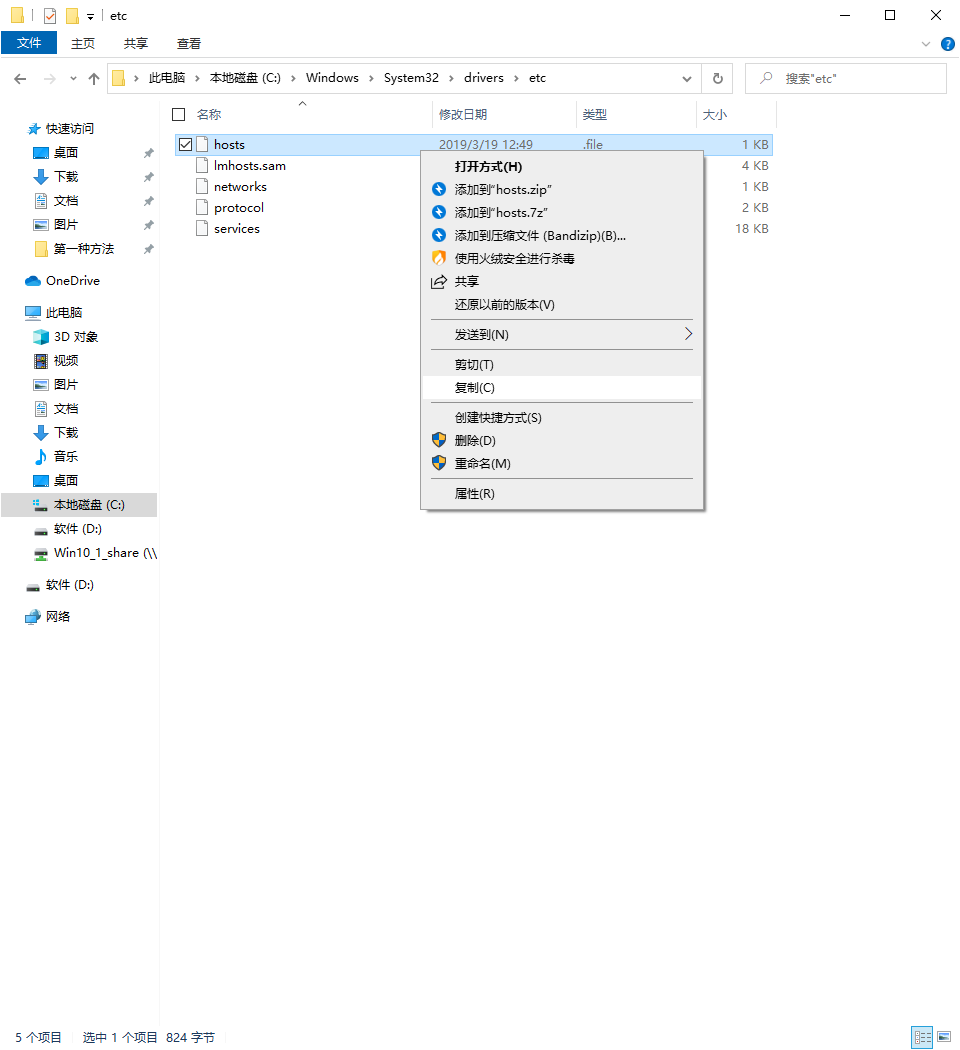 etc
文件 主页 共享 查看
此电脑 本地磁盘 (C:) Windows System32 drivers etc 搜索"etc"
名称 修改日期 类型 大小
hosts 2019/3/19 12:49 .file 1 KB
lmhosts.sam 4 KB
networks 1 KB
protocol 2 KB
services 18 KB
快速访问
桌面
下载
文档
图片
第一种方法
OneDrive
此电脑
3D 对象
视频
图片
文档
下载
音乐
桌面
本地磁盘 (C:)
软件 (D:)
Win10_1_share (\\
软件 (D:)
网络
打开方式(H)
添加到"hosts.zip"
添加到"hosts.7z"
添加到压缩文件 (Bandizip)(B)...
使用火绒安全进行杀毒
共享
还原以前的版本(V)
发送到(N)
剪切(T)
复制(C)
创建快捷方式(S)
删除(D)
重命名(M)
属性(R)
5 个项目 选中 1 个项目 824 字节